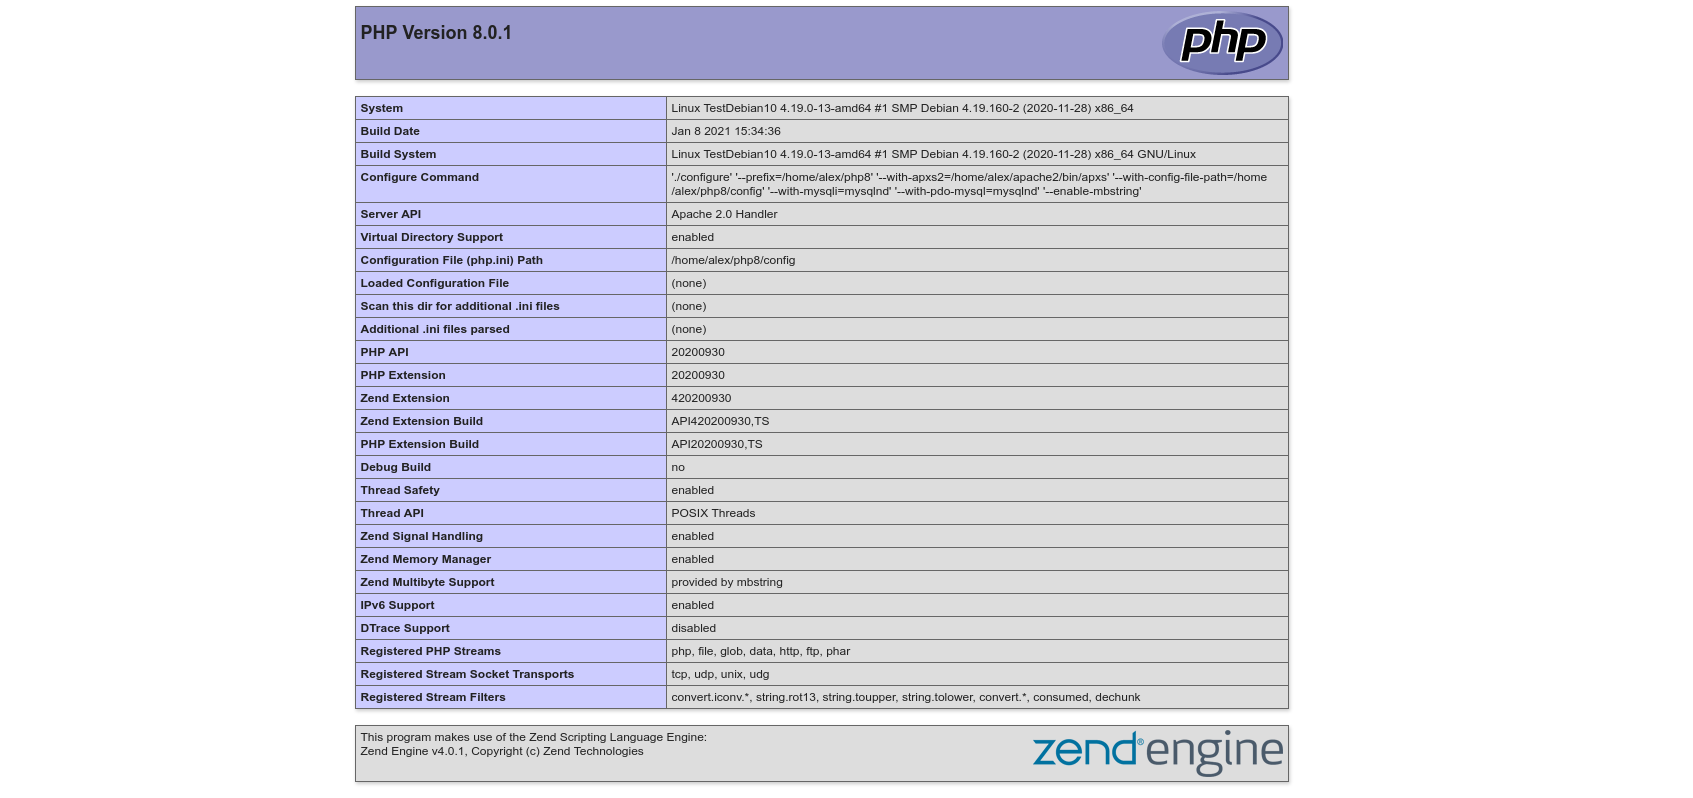 PHP Version 8.0.1
php
System Linux TestDebian10 4.19.0-13-amd64 #1 SMP Debian 4.19.160-2 (2020-11-28) x86_64
Build Date Jan 8 2021 15:34:36
Build System Linux TestDebian10 4.19.0-13-amd64 #1 SMP Debian 4.19.160-2 (2020-11-28) x86_64 GNU/Linux
Configure Command './configure' '--prefix=/home/alex/php8' '--with-apxs2=/home/alex/apache2/bin/apxs' '--with-config-file-path=/home
/alex/php8/config' '--with-mysqli=mysqlnd' '--with-pdo-mysql=mysqlnd' '--enable-mbstring'
Server API Apache 2.0 Handler
Virtual Directory Support enabled
Configuration File (php.ini) Path /home/alex/php8/config
Loaded Configuration File (none)
Scan this dir for additional .ini files (none)
Additional .ini files parsed (none)
PHP API 20200930
PHP Extension 20200930
Zend Extension 420200930
Zend Extension Build API420200930,TS
PHP Extension Build API20200930,TS
Debug Build no
Thread Safety enabled
Thread API POSIX Threads
Zend Signal Handling enabled
Zend Memory Manager enabled
Zend Multibyte Support provided by mbstring
IPv6 Support enabled
DTrace Support disabled
Registered PHP Streams php, file, glob, data, http, ftp, phar
Registered Stream Socket Transports tcp, udp, unix, udg
Registered Stream Filters convert.iconv.*, string.rot13, string.toupper, string.tolower, convert.*, consumed, dechunk
This program makes use of the Zend Scripting Language Engine:
Zend Engine v4.0.1, Copyright (c) Zend Technologies
zend® engine